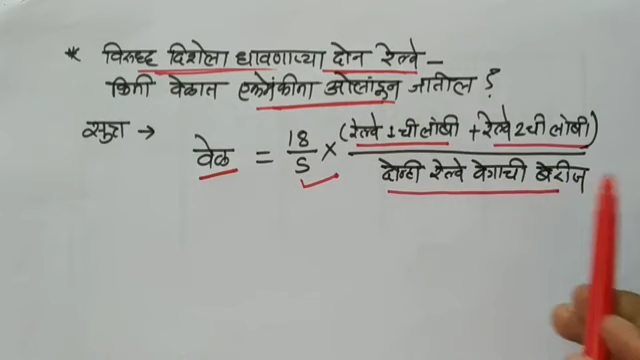 * विरुद्ध दिशेला धावणाऱ्या दोन रेल्वे –
किती वेळात एकमेकींना ओलांडून जातील ?
सूत्र → वेळ = 18/5 × (रेल्वे 1 ची लांबी + रेल्वे 2 ची लांबी)
दोन्ही रेल्वे वेगाची बेरीज